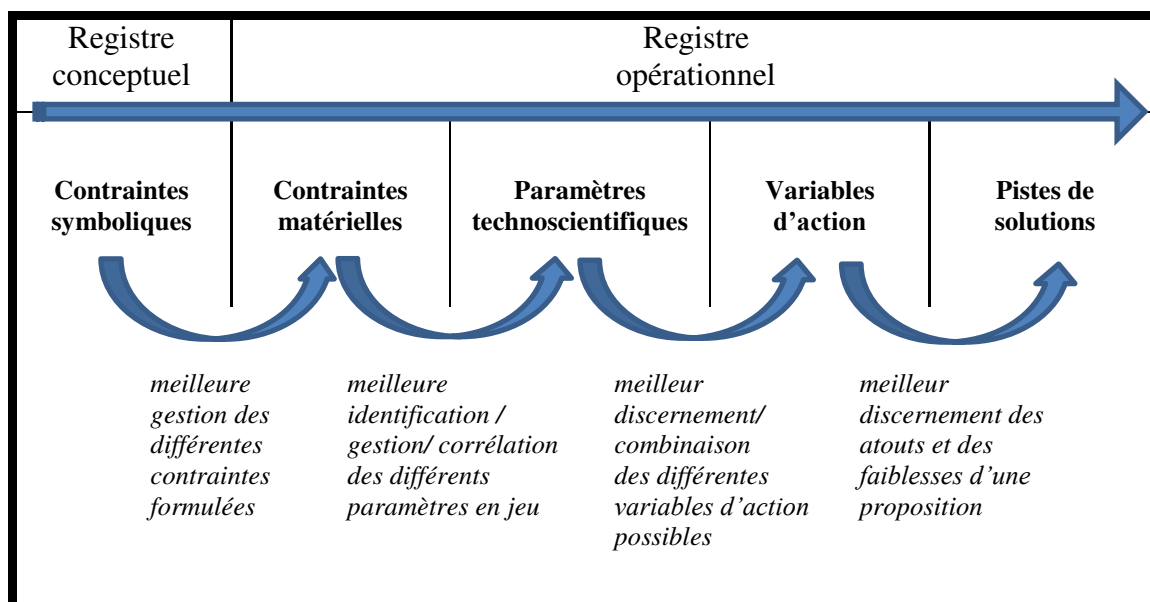 Registre
conceptuel
Registre
opérationnel
Contraintes
symboliques
Contraintes
matérielles
Paramètres
technoscientifiques
Variables
d’action
Pistes de
solutions
meilleure
gestion des
différentes
contraintes
formulées
meilleure
identification /
gestion/ corrélation
des différents
paramètres en jeu
meilleur
discernement/
combinaison
des différentes
variables d’action
possibles
meilleur
discernement des
atouts et des
faiblesses d’une
proposition